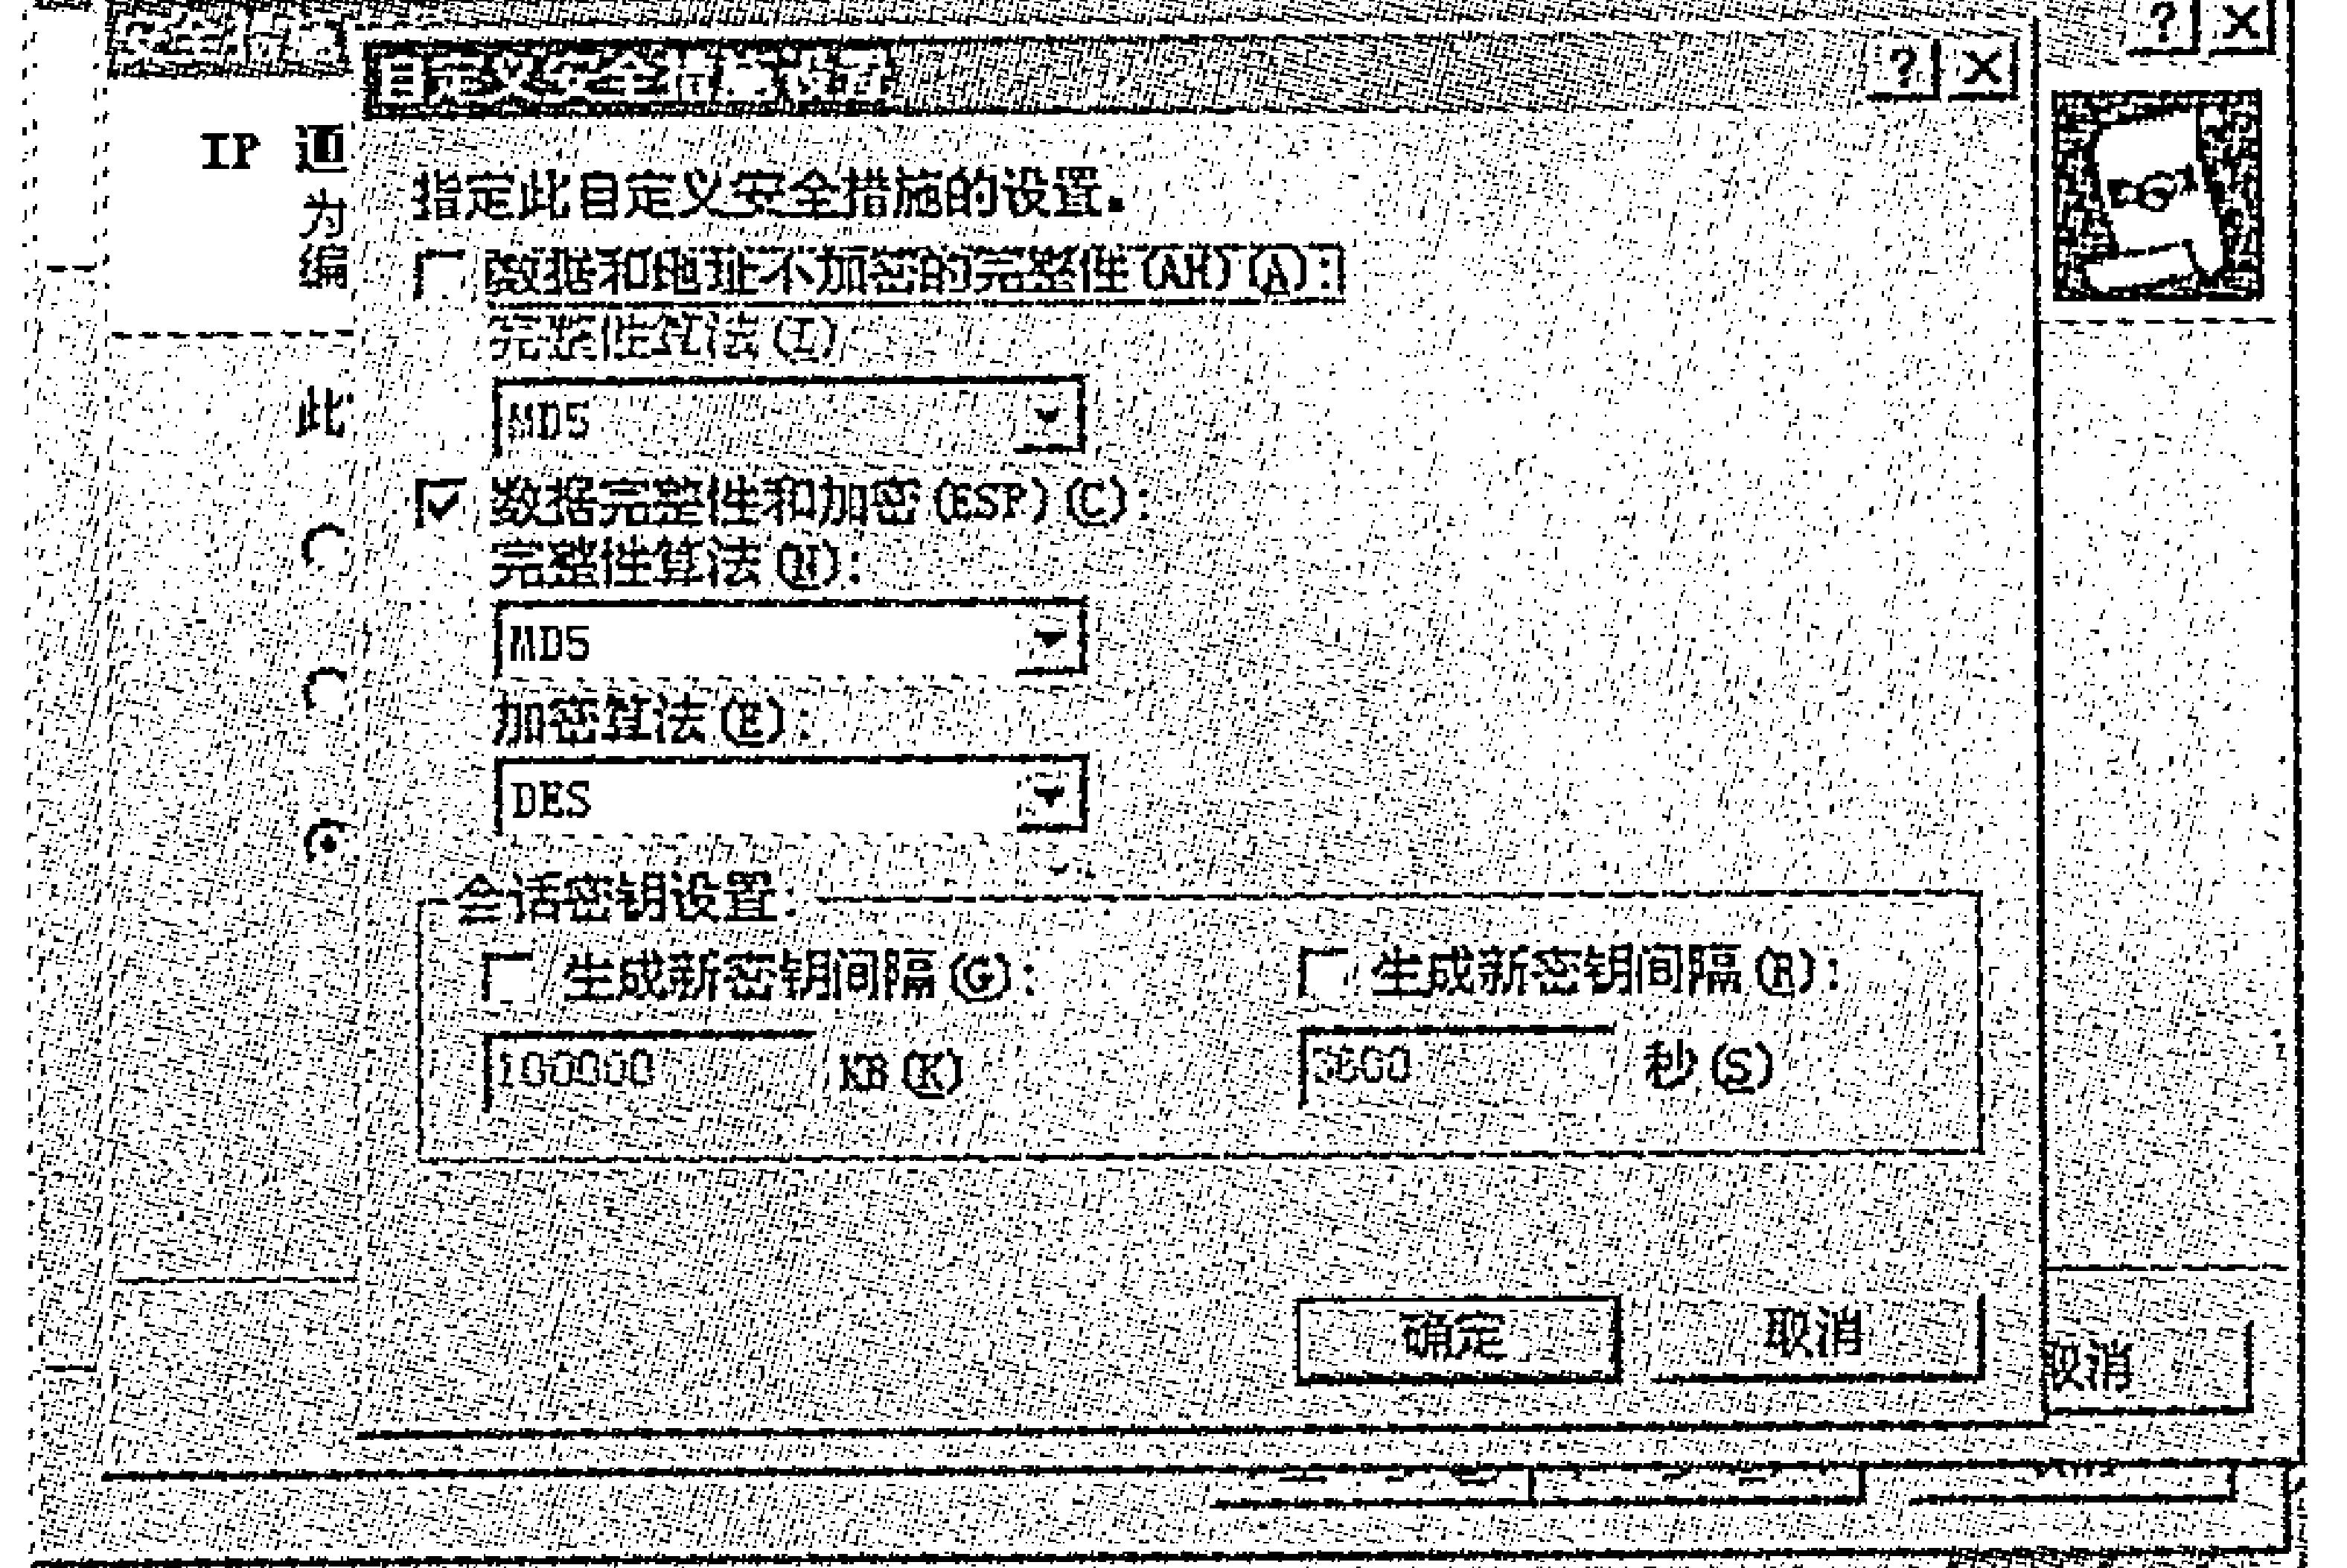 安全措施
自定义安全措施设置
IP 通
为
编
此
指定此自定义安全措施的设置。
数据和地址不加密的完整性(AH)(A):
完整性算法(I)
MD5
数据完整性和加密(ESP)(C):
完整性算法(N):
MD5
加密算法(E):
DES
会话密钥设置:
生成新密钥间隔(G):
生成新密钥间隔(R):
100000
KB(K)
3600
秒(S)
确定
取消
取消